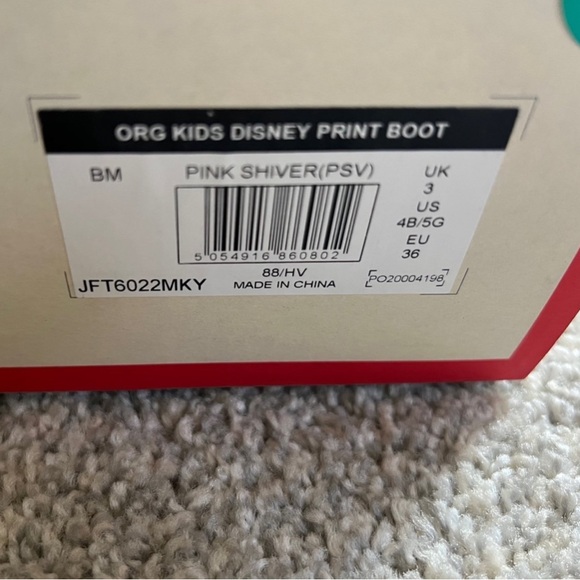 ORG KIDS DISNEY PRINT BOOT
BM
PINK SHIVER(PSV)
UK
3
US
4B/5G
EU
36
5 054916 860802
88/HV
MADE IN CHINA
JFT6022MKY
PO20004198